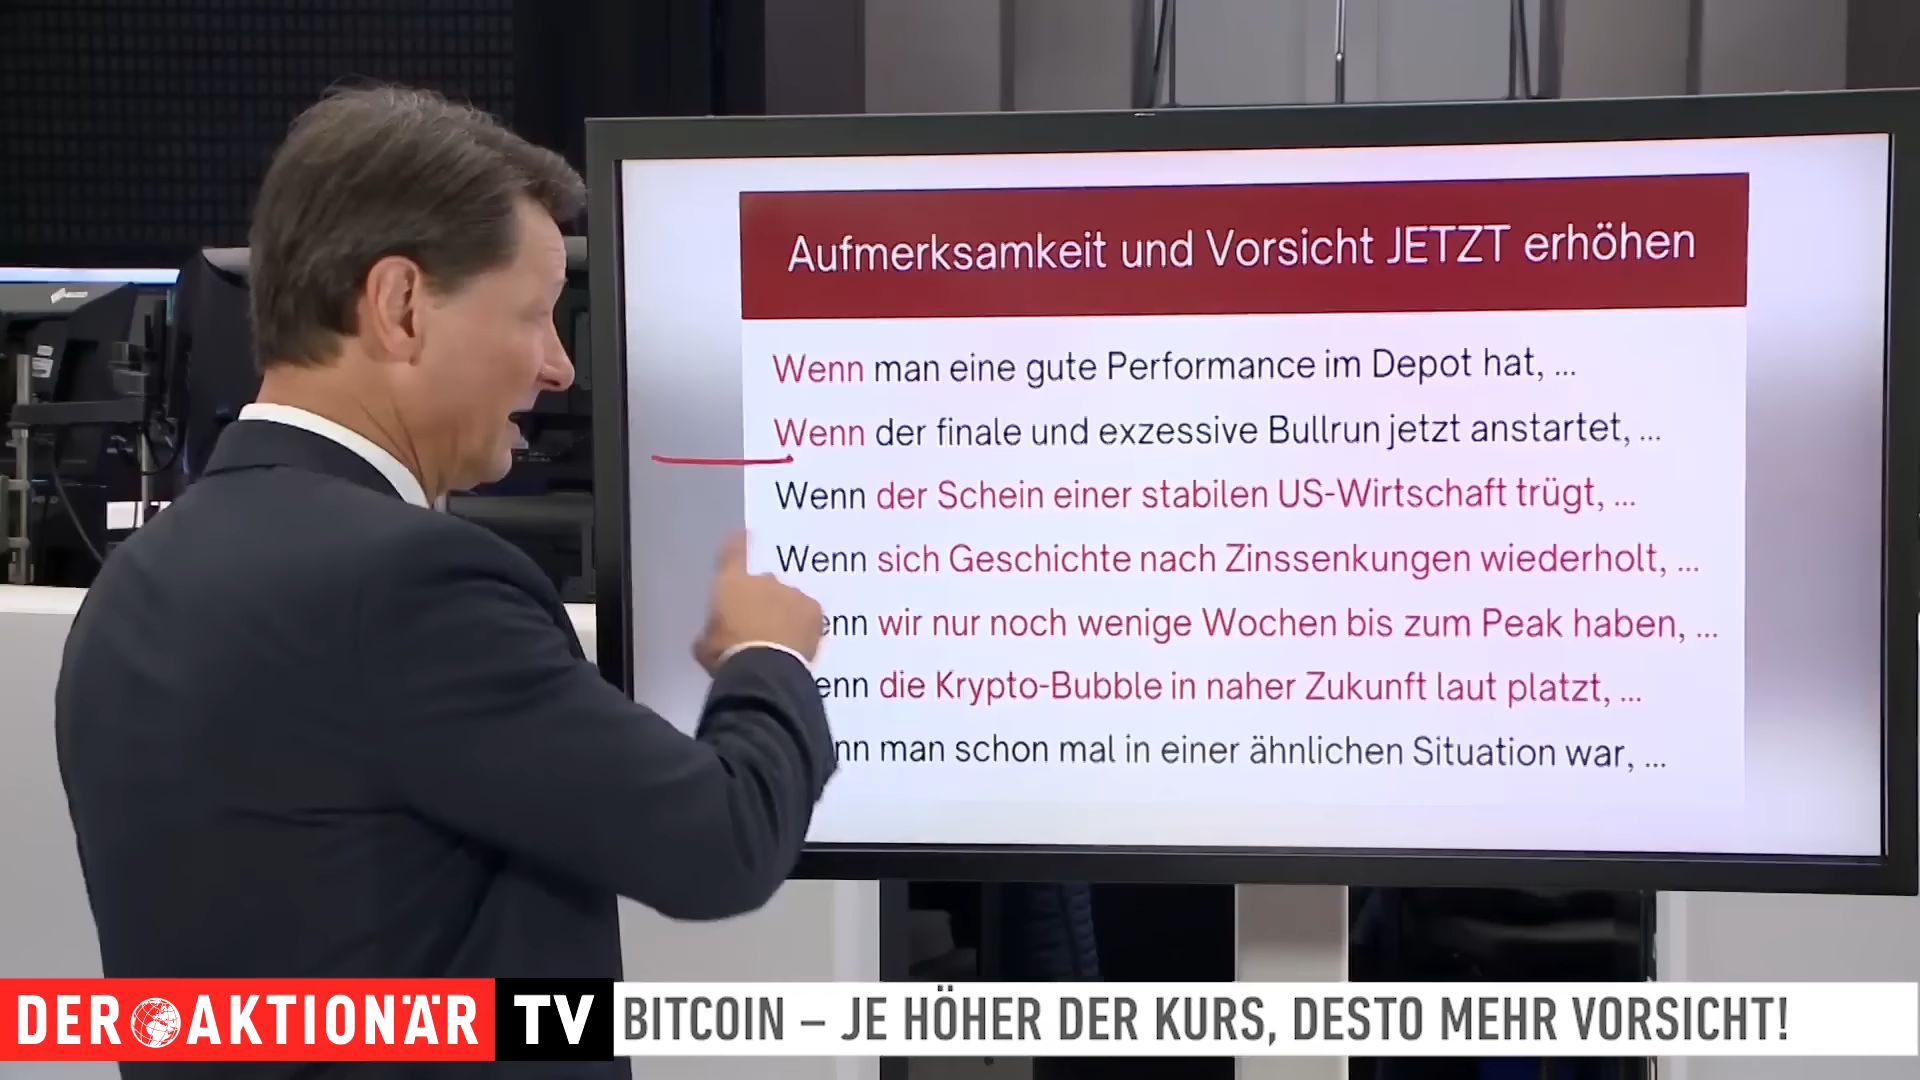 Aufmerksamkeit und Vorsicht JETZT erhöhen
Wenn man eine gute Performance im Depot hat, ...
Wenn der finale und exzessive Bullrun jetzt anstartet, ...
Wenn der Schein einer stabilen US-Wirtschaft trügt, ...
Wenn sich Geschichte nach Zinssenkungen wiederholt, ...
enn wir nur noch wenige Wochen bis zum Peak haben, ...
enn die Krypto-Bubble in naher Zukunft laut platzt, ...
nn man schon mal in einer ähnlichen Situation war, ...
DER AKTIONÄR TV
BITCOIN – JE HÖHER DER KURS, DESTO MEHR VORSICHT!